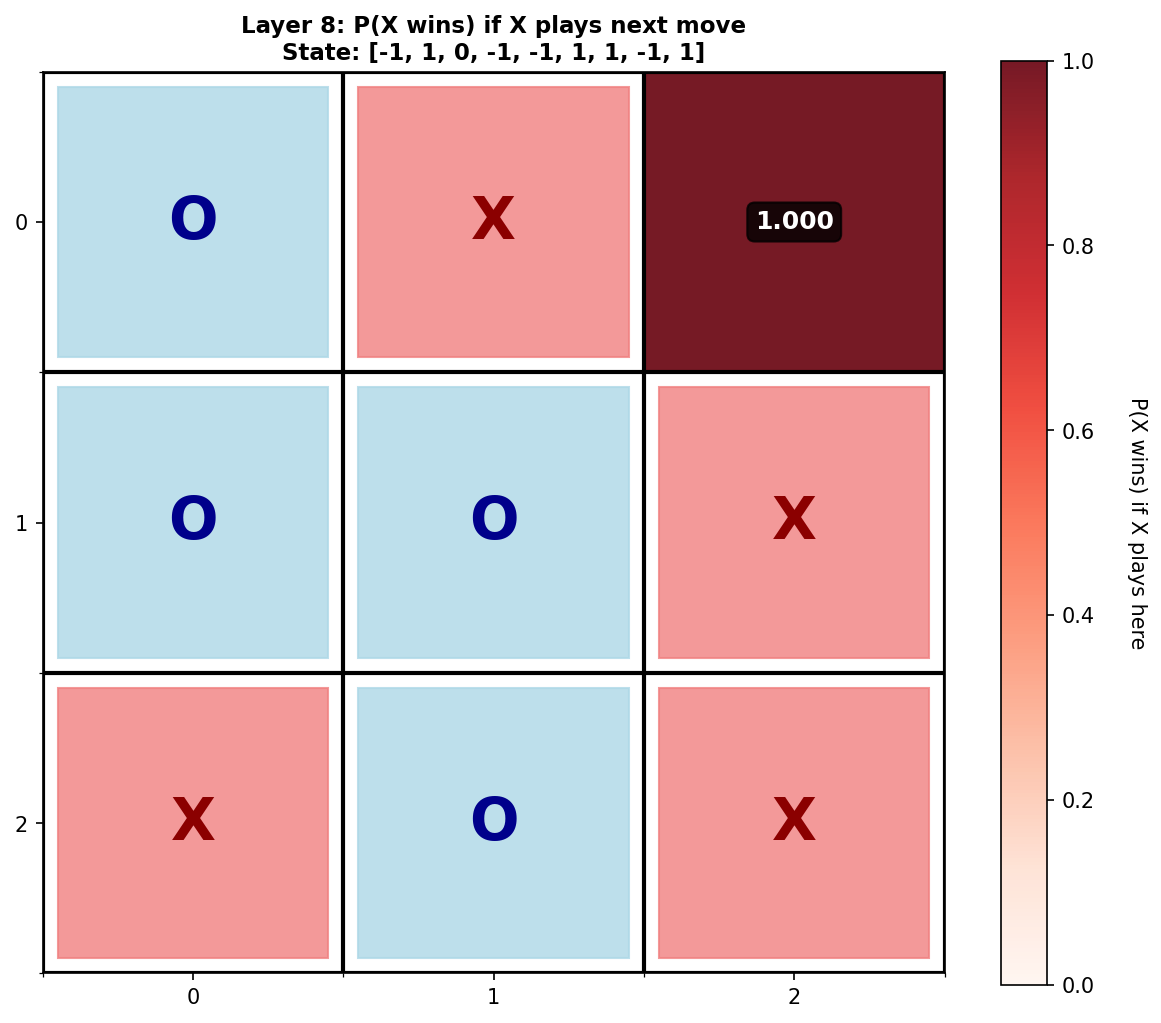 Layer 8: P(X wins) if X plays next move
State: [-1, 1, 0, -1, -1, 1, 1, -1, 1]
0
O
X
1.000
1
O
O
X
2
X
O
X
0
1
2
1.0
0.8
0.6
0.4
0.2
0.0
P(X wins) if X plays here